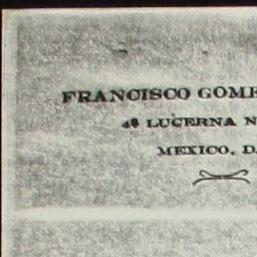 FRANCISCO GOME
48 LUCERNA N
MEXICO, D.